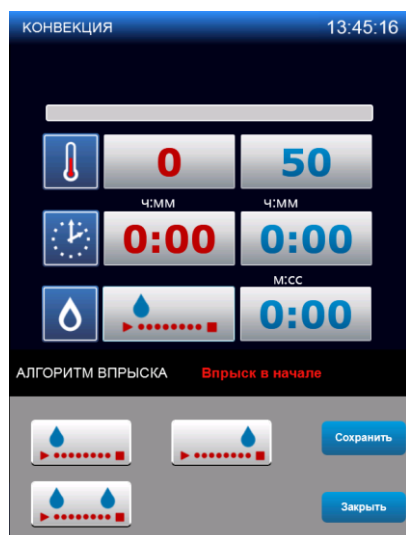 КОНВЕКЦИЯ 13:45:16
0 50
ч:мм ч:мм
0:00 0:00
м:сс
0:00
АЛГОРИТМ ВПРЫСКА Впрыск в начале
Сохранить
Закрыть